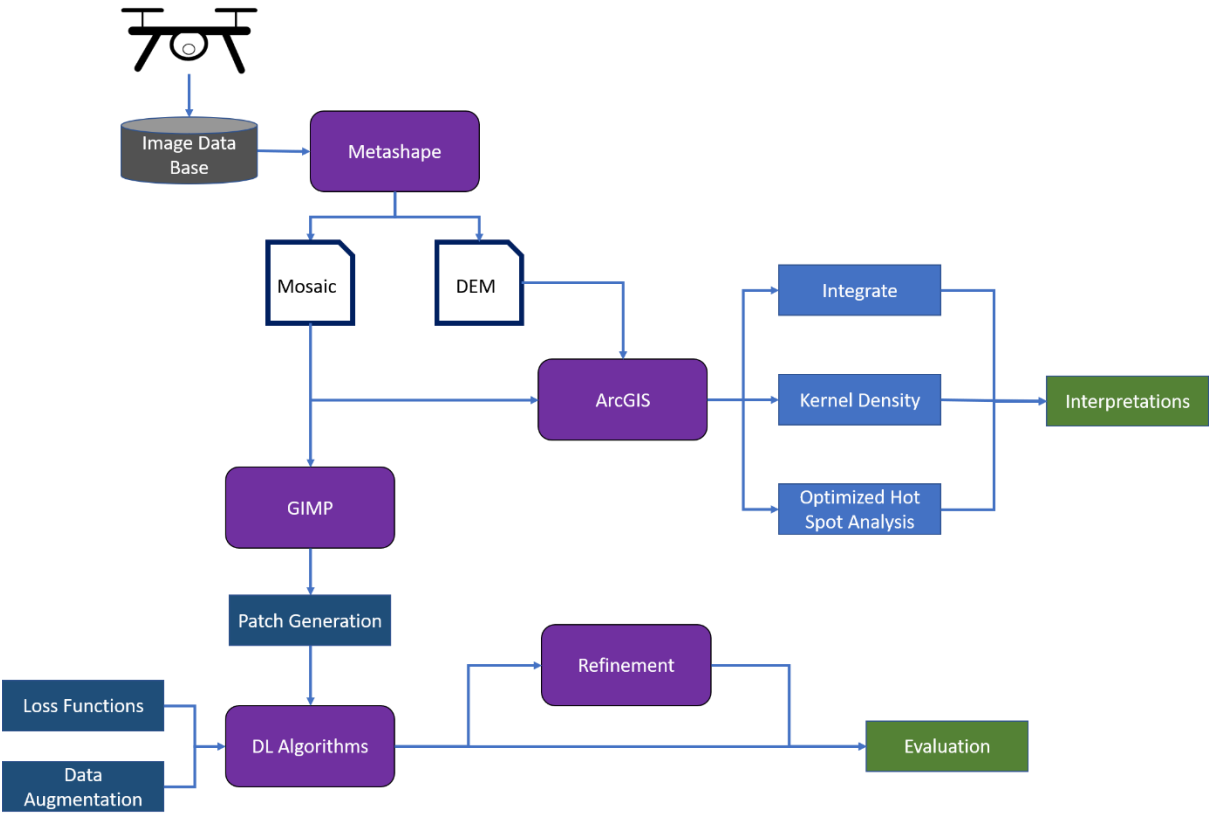 Image Data
Base
Metashape
Mosaic
DEM
Integrate
ArcGIS
Kernel Density
Interpretations
GIMP
Optimized Hot
Spot Analysis
Patch Generation
Refinement
Loss Functions
DL Algorithms
Evaluation
Data
Augmentation